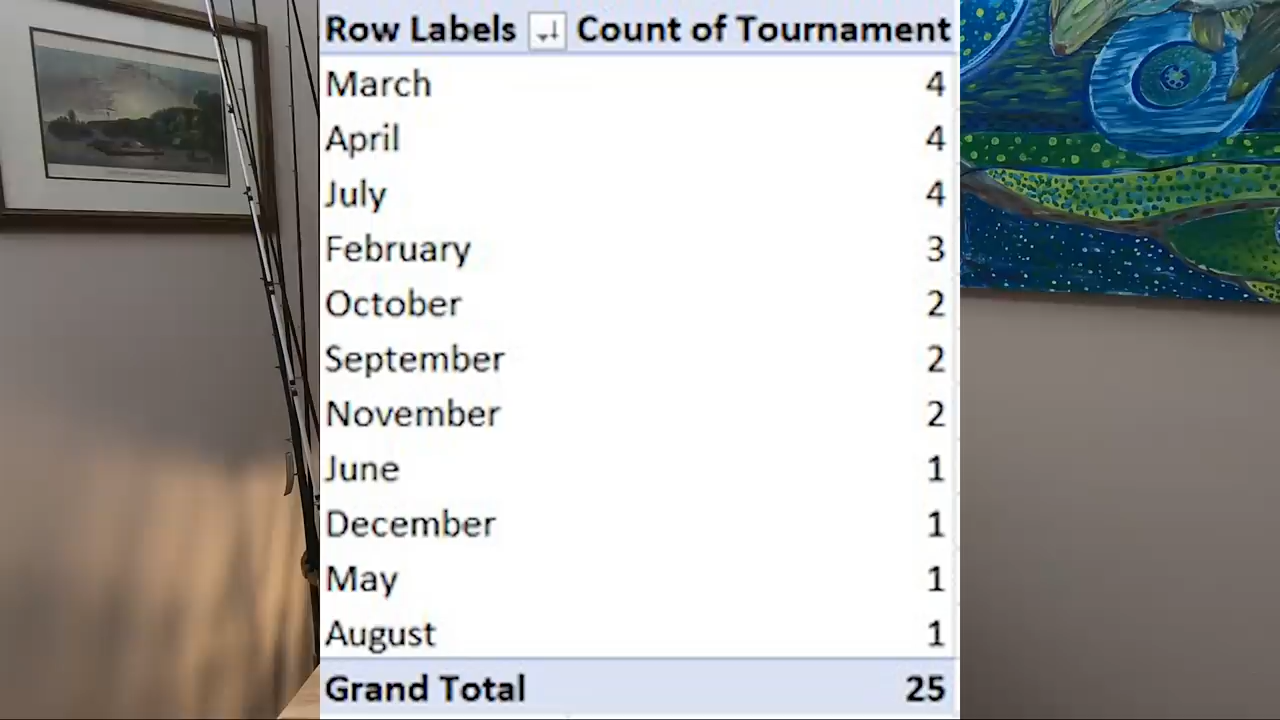 Row Labels Count of Tournament
March 4
April 4
July 4
February 3
October 2
September 2
November 2
June 1
December 1
May 1
August 1
Grand Total 25